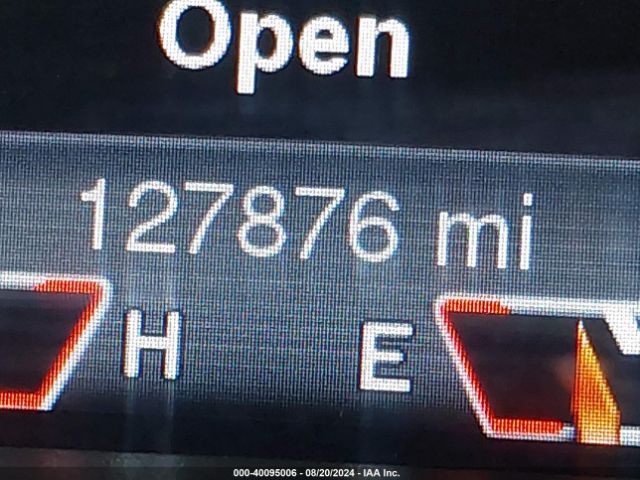 Open
127876 mi
H E
000-40095006 - 08/20/2024 - IAA Inc.